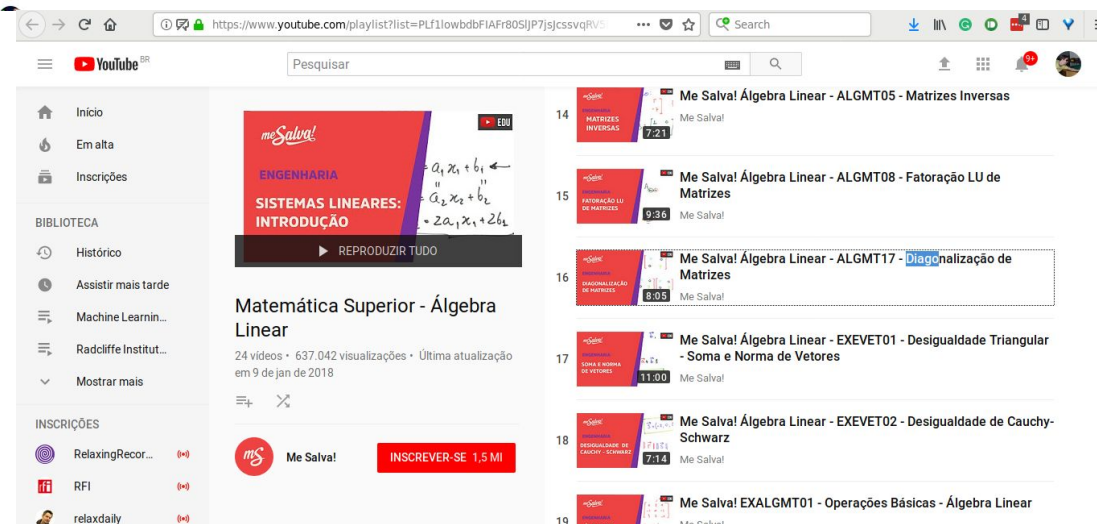 https://www.youtube.com/playlist?list=PLf1lowbdbFIAFr80SljP7jsJcssvqRV5
Search
4
YouTube BR
Pesquisar
9+
Início
Em alta
Inscrições
BIBLIOTECA
Histórico
Assistir mais tarde
Machine Learnin...
Radcliffe Institut...
Mostrar mais
INSCRIÇÕES
RelaxingRecor...
RFI
relaxdaily
meSalva!
EDU
ENGENHARIA
SISTEMAS LINEARES:
INTRODUÇÃO
REPRODUZIR TUDO
Matemática Superior - Álgebra
Linear
24 vídeos • 637.042 visualizações • Última atualização
em 9 de jan de 2018
mS
Me Salva!
INSCREVER-SE 1,5 MI
14
MATRIZES
INVERSAS
7:21
Me Salva! Álgebra Linear - ALGMT05 - Matrizes Inversas
Me Salva!
15
FATORAÇÃO LU
DE MATRIZES
9:36
Me Salva! Álgebra Linear - ALGMT08 - Fatoração LU de
Matrizes
Me Salva!
16
DIAGONALIZAÇÃO
DE MATRIZES
8:05
Me Salva! Álgebra Linear - ALGMT17 - Diagonalização de
Matrizes
Me Salva!
17
SOMA E NORMA
DE VETORES
11:00
Me Salva! Álgebra Linear - EXEVET01 - Desigualdade Triangular
- Soma e Norma de Vetores
Me Salva!
18
DESIGUALDADE DE
CAUCHY - SCHWARZ
7:14
Me Salva! Álgebra Linear - EXEVET02 - Desigualdade de Cauchy-
Schwarz
Me Salva!
19
Me Salva! EXALGMT01 - Operações Básicas - Álgebra Linear
Me Salva!